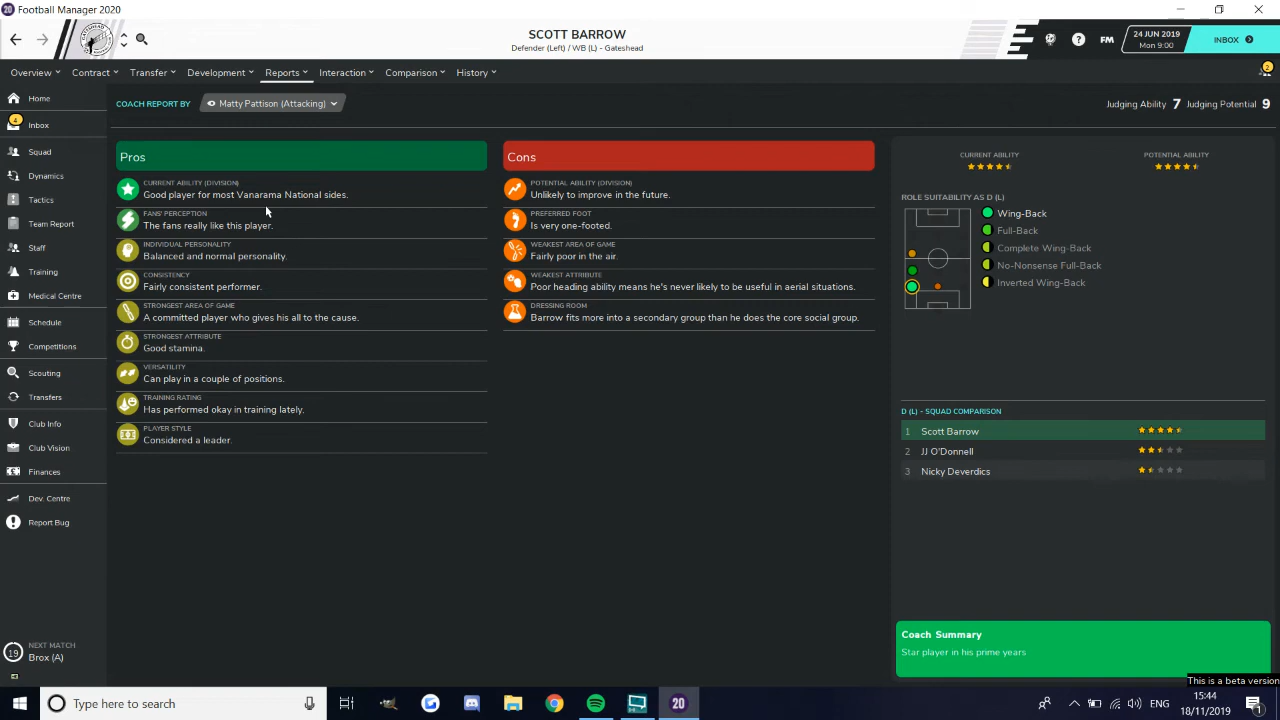 20 Football Manager 2020
SCOTT BARROW
Defender (Left) / WB (L) - Gateshead
24 JUN 2019
Mon 9:00
INBOX
FM
2
Overview
Contract
Transfer
Development
Reports
Interaction
Comparison
History
Home
4
Inbox
Squad
Dynamics
Tactics
Team Report
Staff
Training
Medical Centre
Schedule
Competitions
Scouting
Transfers
Club Info
Club Vision
Finances
Dev. Centre
Report Bug
NEXT MATCH
19 Brox (A)
COACH REPORT BY Matty Pattison (Attacking)
Judging Ability 7 Judging Potential 9
Pros
CURRENT ABILITY (DIVISION)
Good player for most Vanarama National sides.
FANS' PERCEPTION
The fans really like this player.
INDIVIDUAL PERSONALITY
Balanced and normal personality.
CONSISTENCY
Fairly consistent performer.
STRONGEST AREA OF GAME
A committed player who gives his all to the cause.
STRONGEST ATTRIBUTE
Good stamina.
VERSATILITY
Can play in a couple of positions.
TRAINING RATING
Has performed okay in training lately.
PLAYER STYLE
Considered a leader.
Cons
POTENTIAL ABILITY (DIVISION)
Unlikely to improve in the future.
PREFERRED FOOT
Is very one-footed.
WEAKEST AREA OF GAME
Fairly poor in the air.
WEAKEST ATTRIBUTE
Poor heading ability means he's never likely to be useful in aerial situations.
DRESSING ROOM
Barrow fits more into a secondary group than he does the core social group.
CURRENT ABILITY
POTENTIAL ABILITY
ROLE SUITABILITY AS D (L)
Wing-Back
Full-Back
Complete Wing-Back
No-Nonsense Full-Back
Inverted Wing-Back
D (L) - SQUAD COMPARISON
1 Scott Barrow
2 JJ O'Donnell
3 Nicky Deverdics
Coach Summary
Star player in his prime years
This is a beta version
Type here to search
20
ENG
15:44
18/11/2019
1